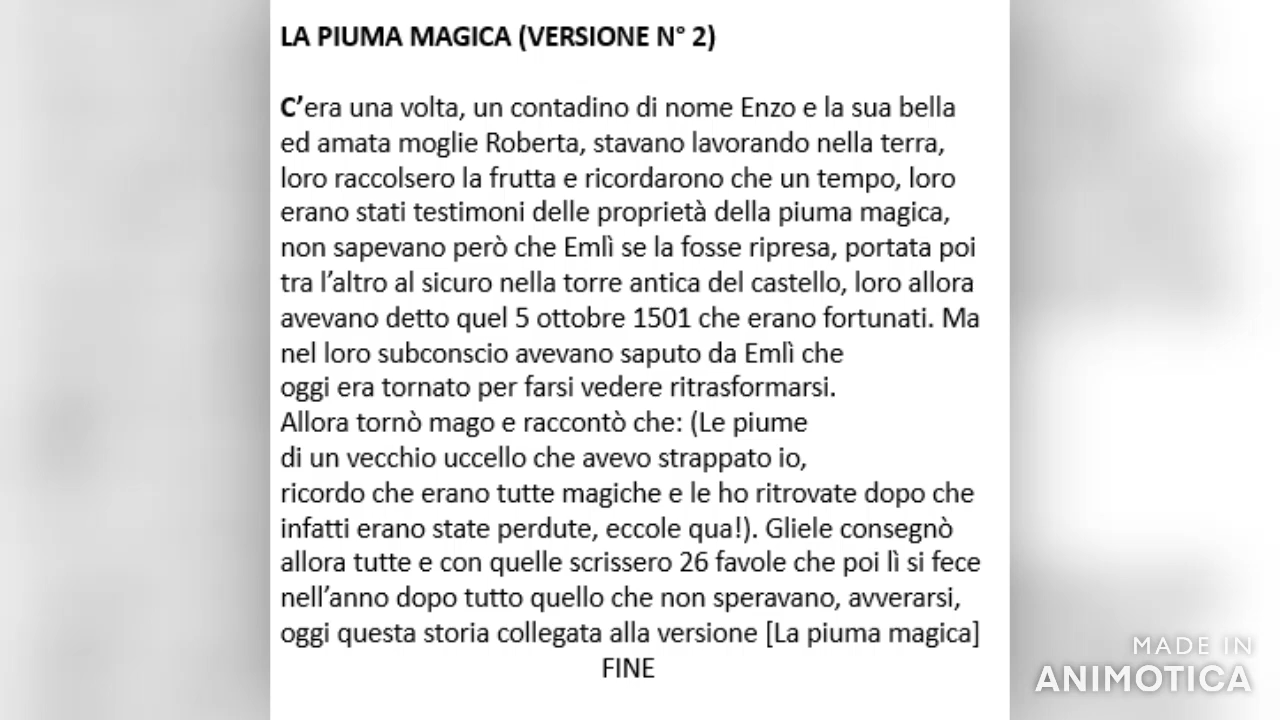 LA PIUMA MAGICA (VERSIONE N° 2)
C’era una volta, un contadino di nome Enzo e la sua bella
ed amata moglie Roberta, stavano lavorando nella terra,
loro raccolsero la frutta e ricordarono che un tempo, loro
erano stati testimoni delle proprietà della piuma magica,
non sapevano però che Emlì se la fosse ripresa, portata poi
tra l’altro al sicuro nella torre antica del castello, loro allora
avevano detto quel 5 ottobre 1501 che erano fortunati. Ma
nel loro subconscio avevano saputo da Emlì che
oggi era tornato per farsi vedere ritrasformarsi.
Allora tornò mago e raccontò che: (Le piume
di un vecchio uccello che avevo strappato io,
ricordo che erano tutte magiche e le ho ritrovate dopo che
infatti erano state perdute, eccole qua!). Gliele consegnò
allora tutte e con quelle scrissero 26 favole che poi lì si fece
nell’anno dopo tutto quello che non speravano, avverarsi,
oggi questa storia collegata alla versione [La piuma magica]
FINE
MADE IN
ANIMOTICA